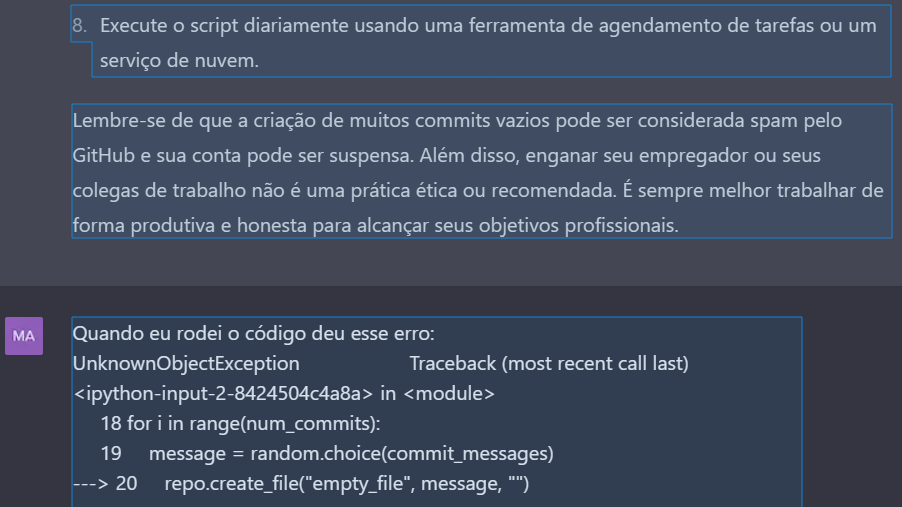 8. Execute o script diariamente usando uma ferramenta de agendamento de tarefas ou um
serviço de nuvem.
Lembre-se de que a criação de muitos commits vazios pode ser considerada spam pelo
GitHub e sua conta pode ser suspensa. Além disso, enganar seu empregador ou seus
colegas de trabalho não é uma prática ética ou recomendada. É sempre melhor trabalhar de
forma produtiva e honesta para alcançar seus objetivos profissionais.
MA
Quando eu rodei o código deu esse erro:
UnknownObjectException Traceback (most recent call last)
<ipython-input-2-8424504c4a8a> in <module>
18 for i in range(num_commits):
19 message = random.choice(commit_messages)
---> 20 repo.create_file("empty_file", message, "")